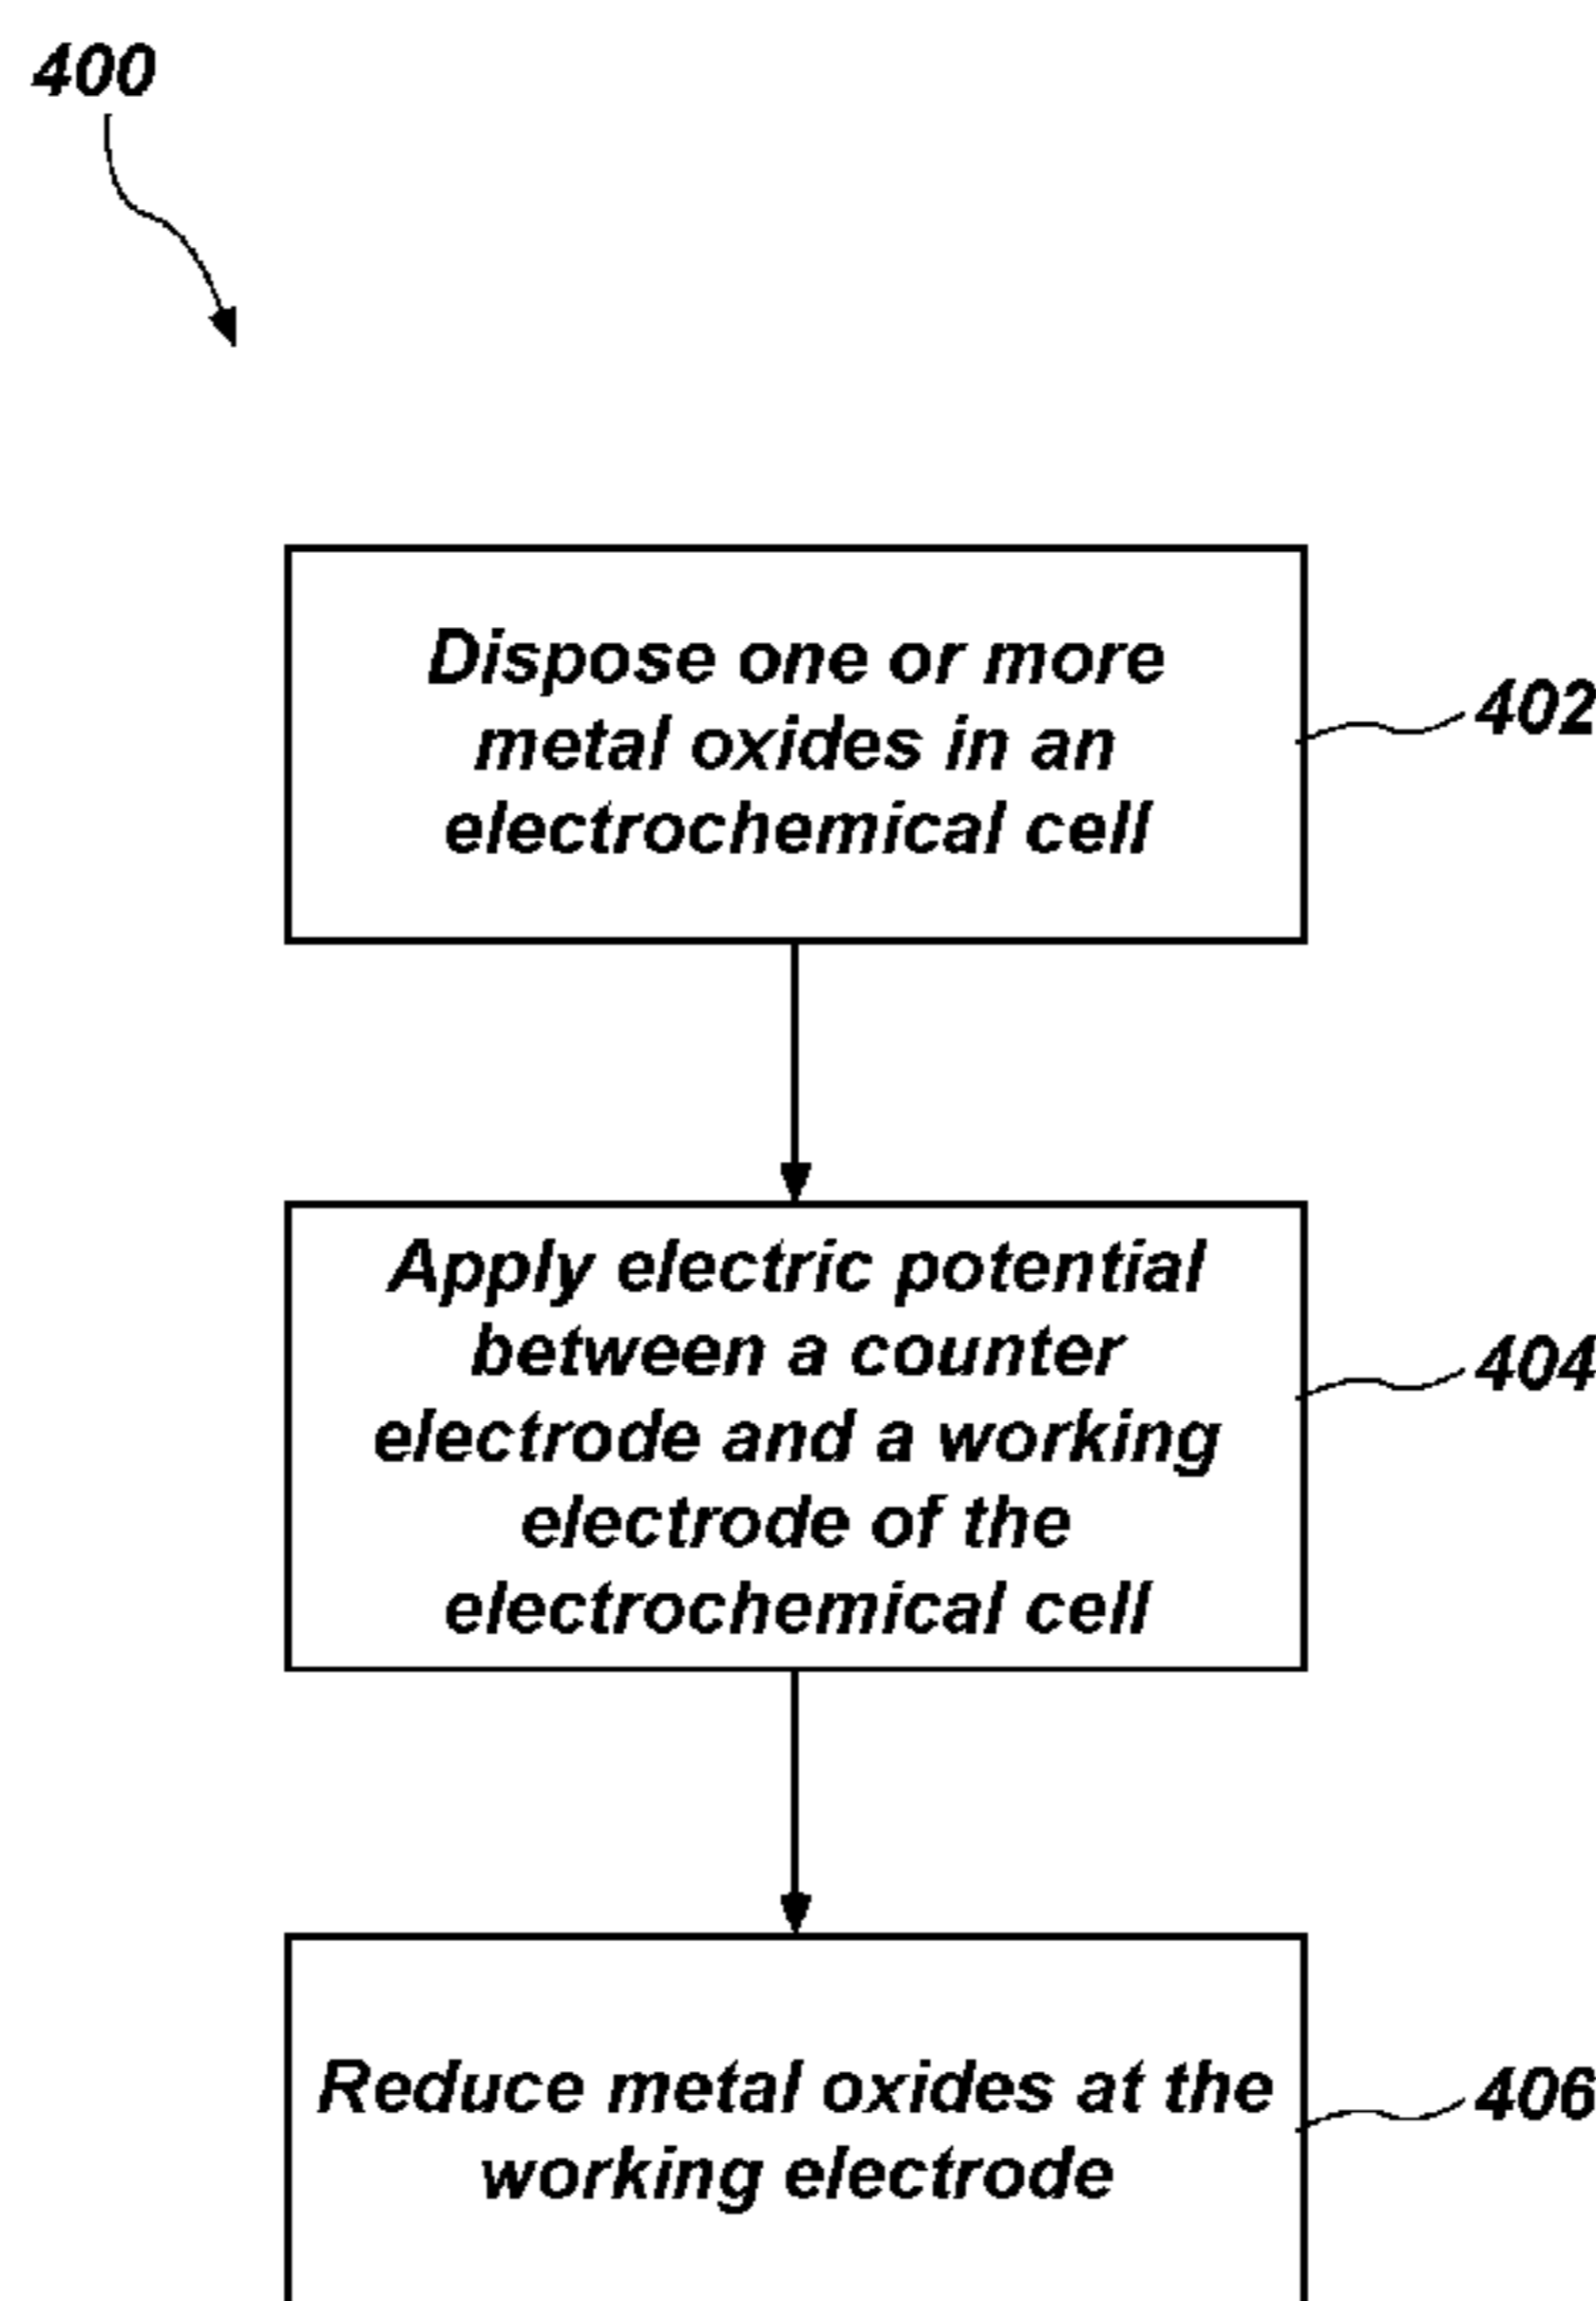 400
Dispose one or more
metal oxides in an
electrochemical cell
402
Apply electric potential
between a counter
electrode and a working
electrode of the
electrochemical cell
404
Reduce metal oxides at the
working electrode
406